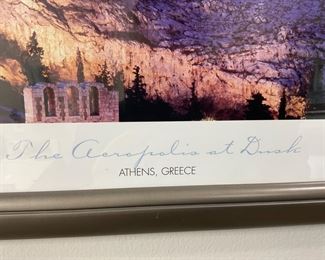 The Acropolis at Dusk
ATHENS, GREECE